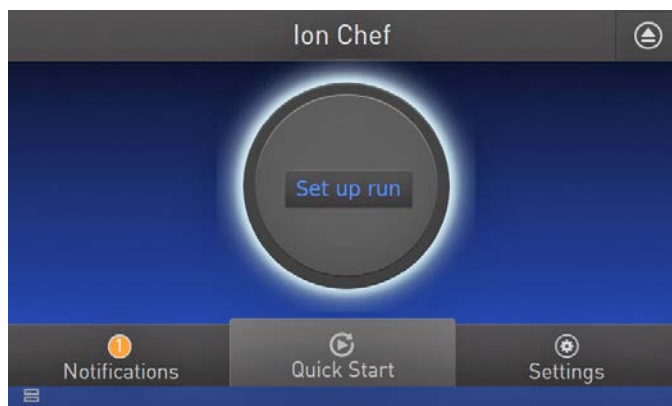 Ion Chef
Set up run
1
Notifications
Quick Start
Settings